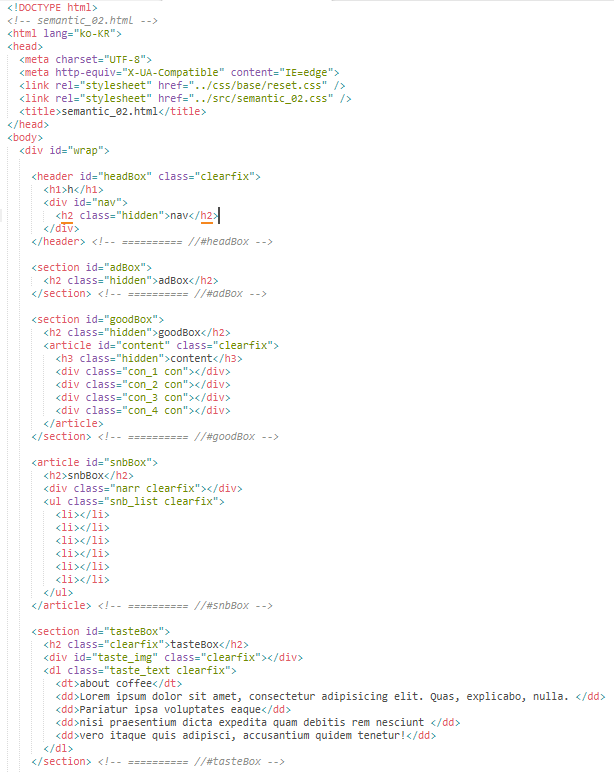 <!DOCTYPE html>
<!-- semantic_02.html -->
<html lang="ko-KR">
<head>
<meta charset="UTF-8">
<meta http-equiv="X-UA-Compatible" content="IE=edge">
<link rel="stylesheet" href="../css/base/reset.css" />
<link rel="stylesheet" href="../src/semantic_02.css" />
<title>semantic_02.html</title>
</head>
<body>
<div id="wrap">
<header id="headBox" class="clearfix">
<h1>h</h1>
<div id="nav">
<h2 class="hidden">nav</h2>
</div>
</header> <!-- ========== //#headBox -->
<section id="adBox">
<h2 class="hidden">adBox</h2>
</section> <!-- ========== //#adBox -->
<section id="goodBox">
<h2 class="hidden">goodBox</h2>
<article id="content" class="clearfix">
<h3 class="hidden">content</h3>
<div class="con_1 con"></div>
<div class="con_2 con"></div>
<div class="con_3 con"></div>
<div class="con_4 con"></div>
</article>
</section> <!-- ========== //#goodBox -->
<article id="snbBox">
<h2>snbBox</h2>
<div class="narr clearfix"></div>
<ul class="snb_list clearfix">
<li></li>
<li></li>
<li></li>
<li></li>
<li></li>
<li></li>
</ul>
</article> <!-- ========== //#snbBox -->
<section id="tasteBox">
<h2 class="clearfix">tasteBox</h2>
<div id="taste_img" class="clearfix"></div>
<dl class="taste_text clearfix">
<dt>about coffee</dt>
<dd>Lorem ipsum dolor sit amet, consectetur adipisicing elit. Quas, explicabo, nulla. </dd>
<dd>Pariatur ipsa voluptates eaque</dd>
<dd>nisi praesentium dicta expedita quam debitis rem nesciunt </dd>
<dd>vero itaque quis adipisci, accusantium quidem tenetur!</dd>
</dl>
</section> <!-- ========== //#tasteBox -->